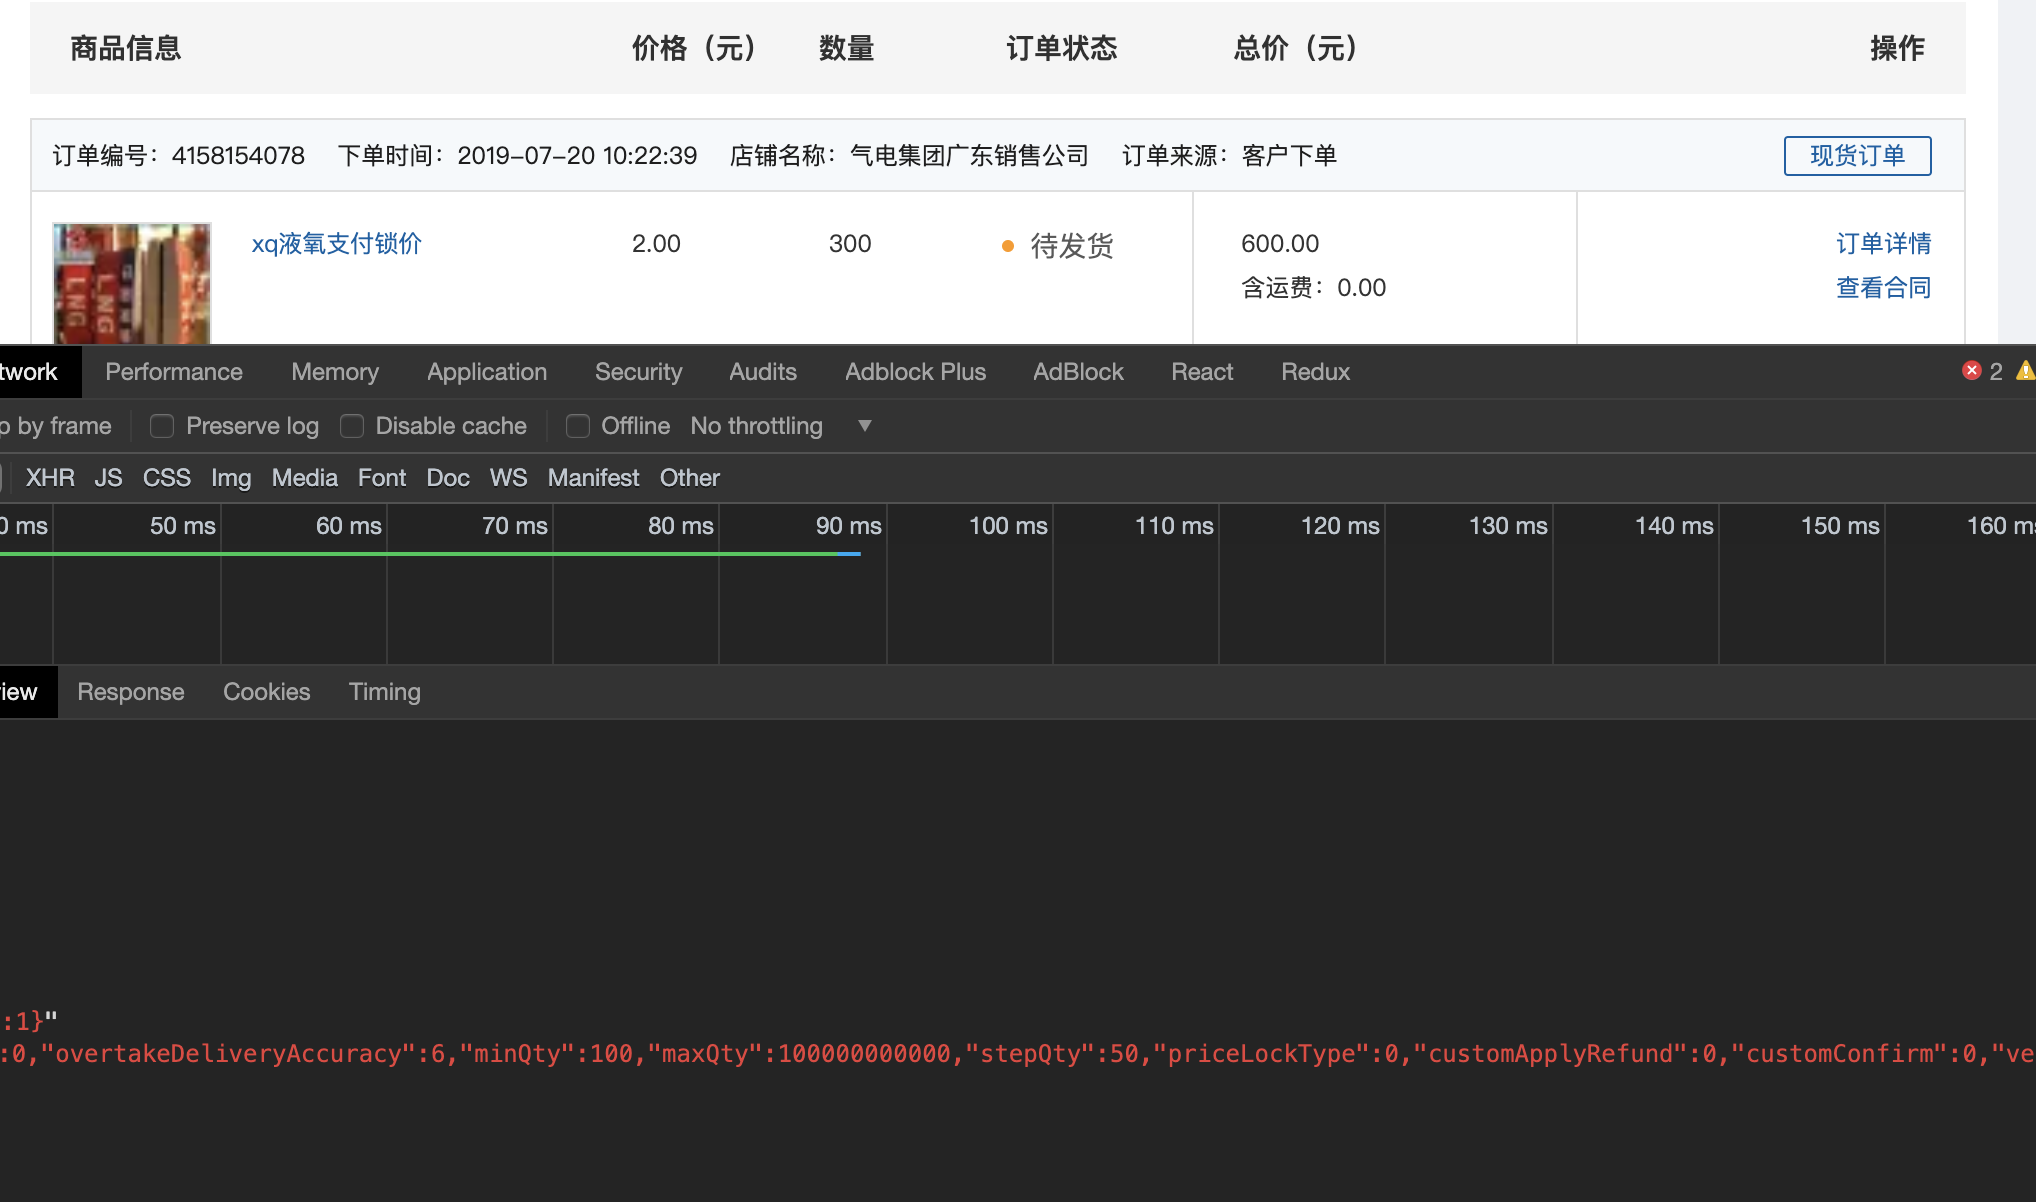 商品信息 价格（元） 数量 订单状态 总价（元） 操作
订单编号：4158154078 下单时间：2019-07-20 10:22:39 店铺名称：气电集团广东销售公司 订单来源：客户下单 现货订单
xq液氧支付锁价 2.00 300 待发货 600.00 订单详情
含运费：0.00 查看合同
LNG LNG
twork Performance Memory Application Security Audits Adblock Plus AdBlock React Redux 2
p by frame Preserve log Disable cache Offline No throttling
XHR JS CSS Img Media Font Doc WS Manifest Other
0 ms 50 ms 60 ms 70 ms 80 ms 90 ms 100 ms 110 ms 120 ms 130 ms 140 ms 150 ms 160 ms
iew Response Cookies Timing
:1}"
:0,"overtakeDeliveryAccuracy":6,"minQty":100,"maxQty":100000000000,"stepQty":50,"priceLockType":0,"customApplyRefund":0,"customConfirm":0,"ve